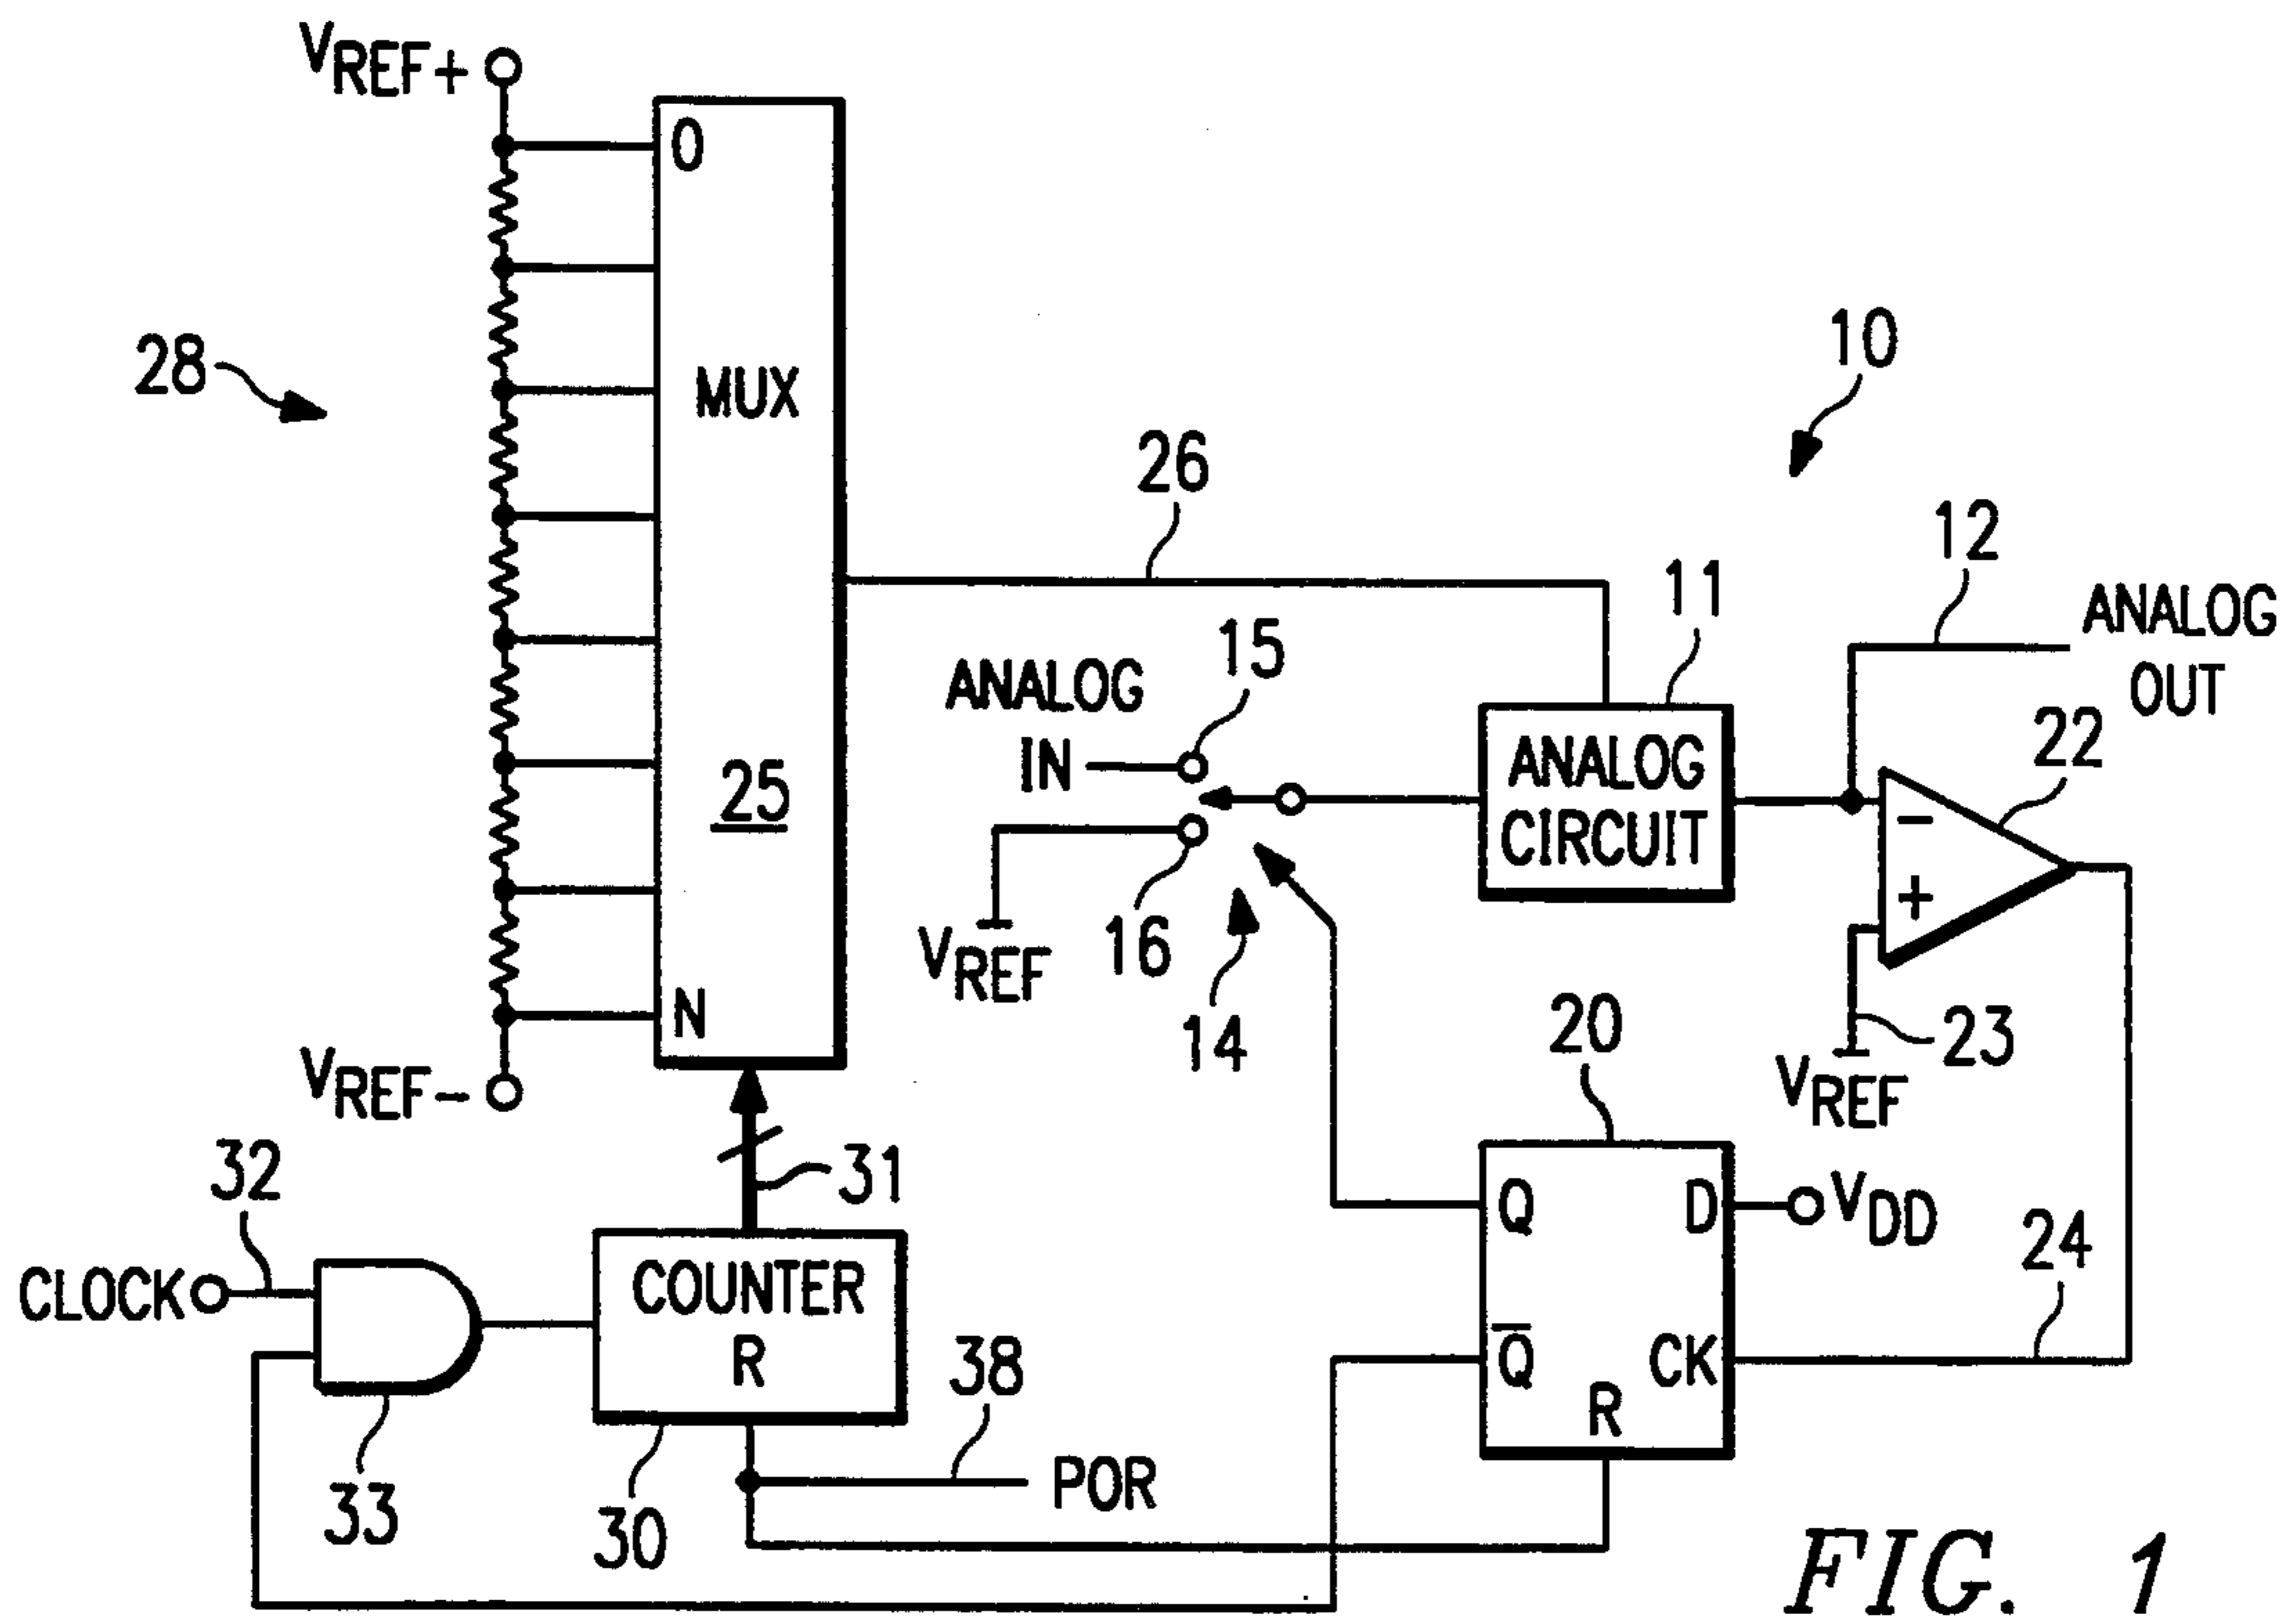 VREF+
0
28
MUX
10
26
12
11
ANALOG
OUT
15
ANALOG
IN
22
25
ANALOG
CIRCUIT
−
+
16
VREF
N
14
20
23
VREF−
VREF
31
32
Q
D
VDD
24
CLOCK
COUNTER
R
Q̅
CK
38
R
33
30
POR
FIG. 1